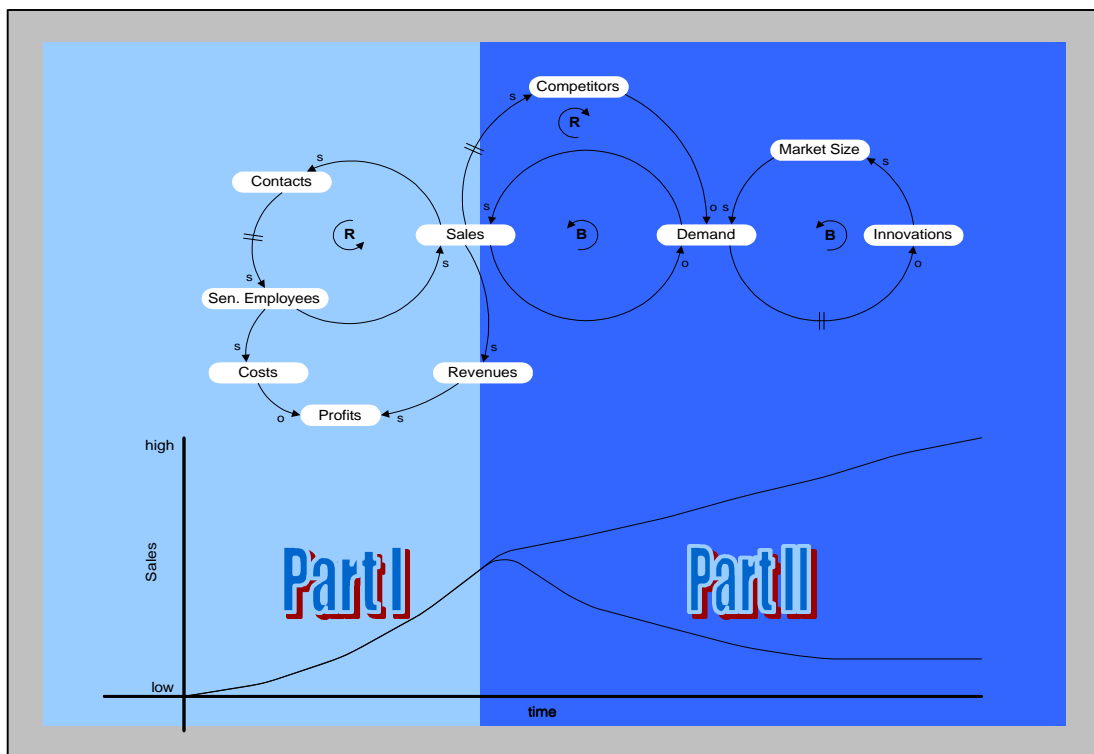 Competitors
s
R
Market Size
s
s
Contacts
s
s
o
s
R
Sales
B
Demand
B
Innovations
s
s
o
o
Sen. Employees
s
s
Costs
Revenues
o
Profits
s
high
Sales
Part I
Part II
low
time